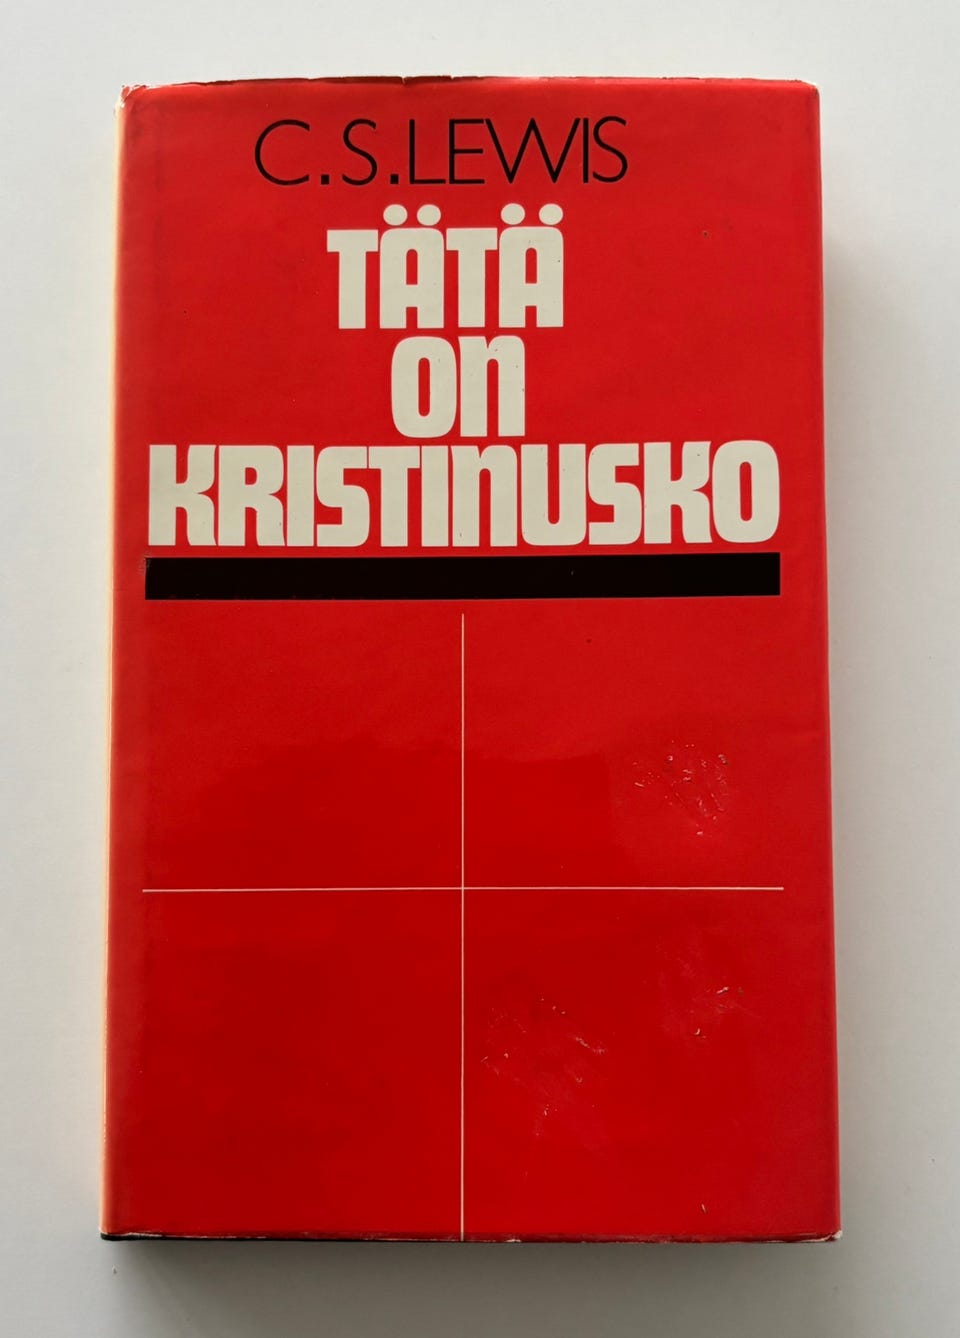 C.S.LEWIS
TÄTÄ
on
KRISTINUSKO